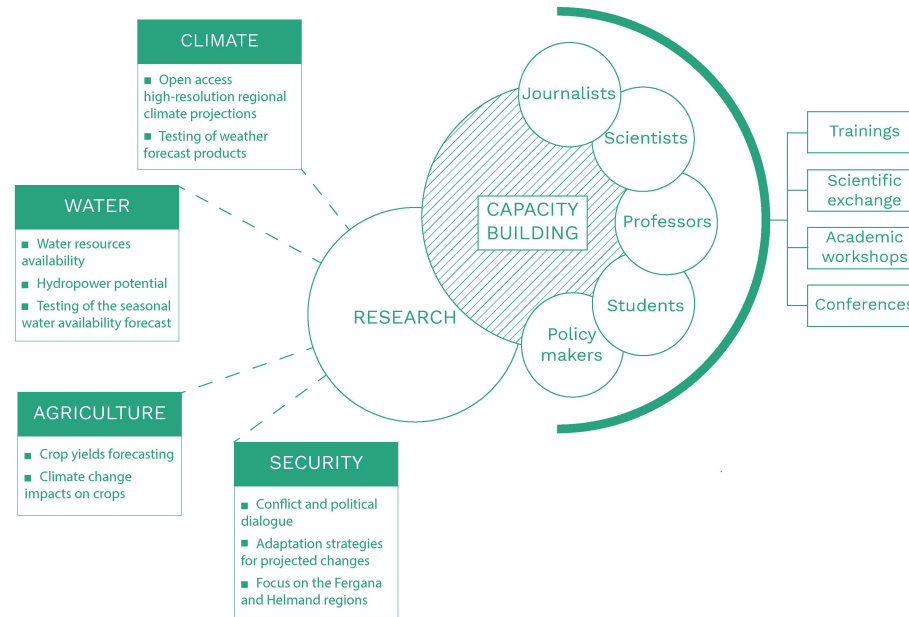 CLIMATE
■ Open access
high-resolution regional
climate projections
■ Testing of weather
forecast products
WATER
■ Water resources
availability
■ Hydropower potential
■ Testing of the seasonal
water availability forecast
AGRICULTURE
■ Crop yields forecasting
■ Climate change
impacts on crops
SECURITY
■ Conflict and political
dialogue
■ Adaptation strategies
for projected changes
■ Focus on the Fergana
and Helmand regions
RESEARCH
CAPACITY
BUILDING
Journalists
Scientists
Professors
Students
Policy
makers
Trainings
Scientific
exchange
Academic
workshops
Conferences